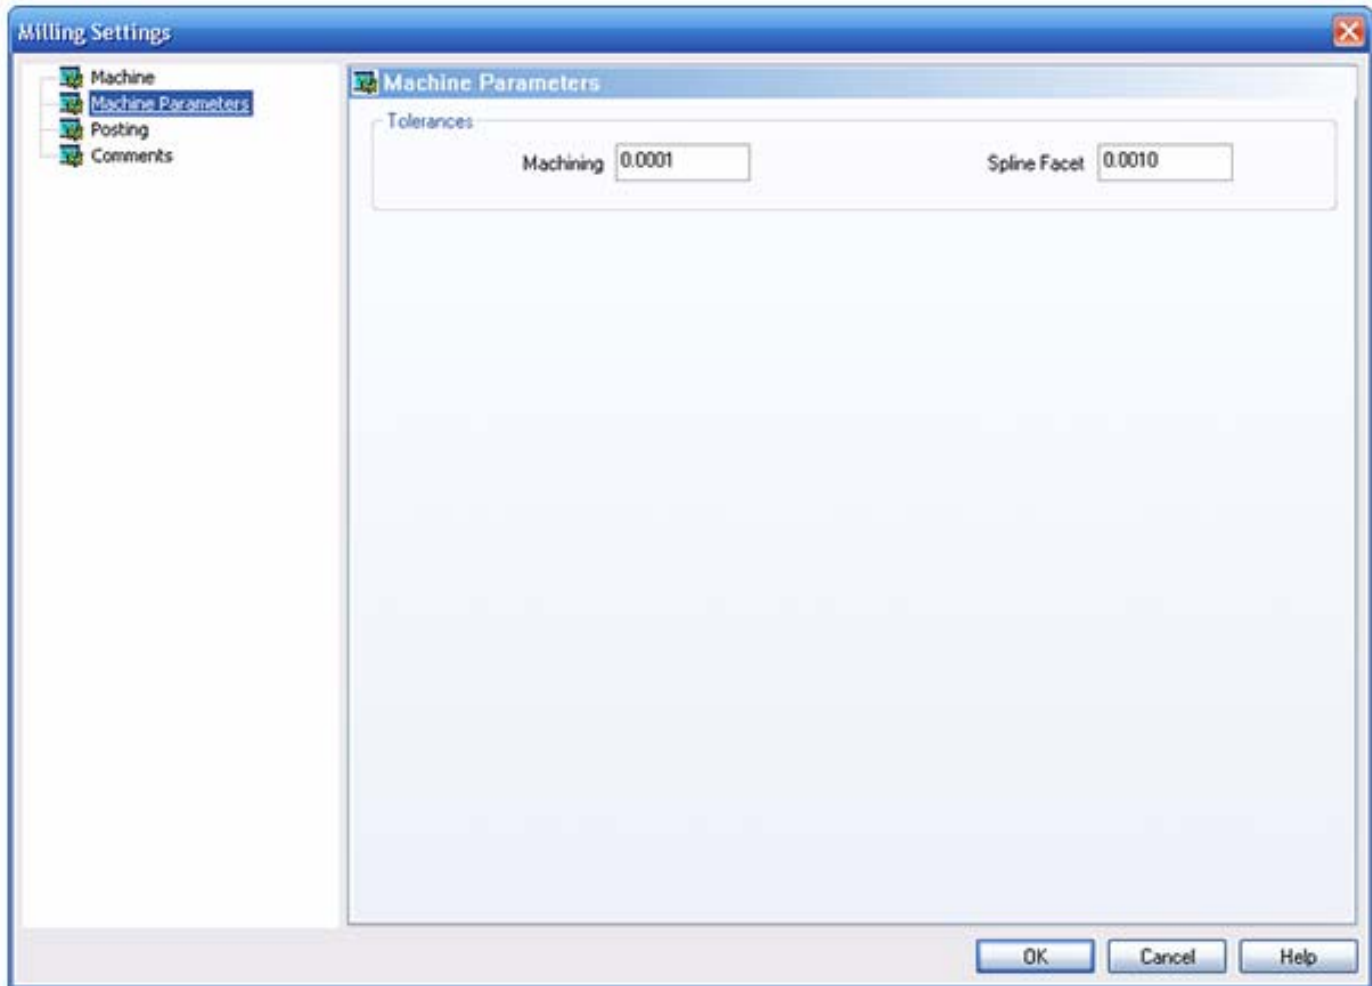 Milling Settings
Machine
Machine Parameters
Posting
Comments
Machine Parameters
Tolerances
Machining 0.0001 Spline Facet 0.0010
OK Cancel Help